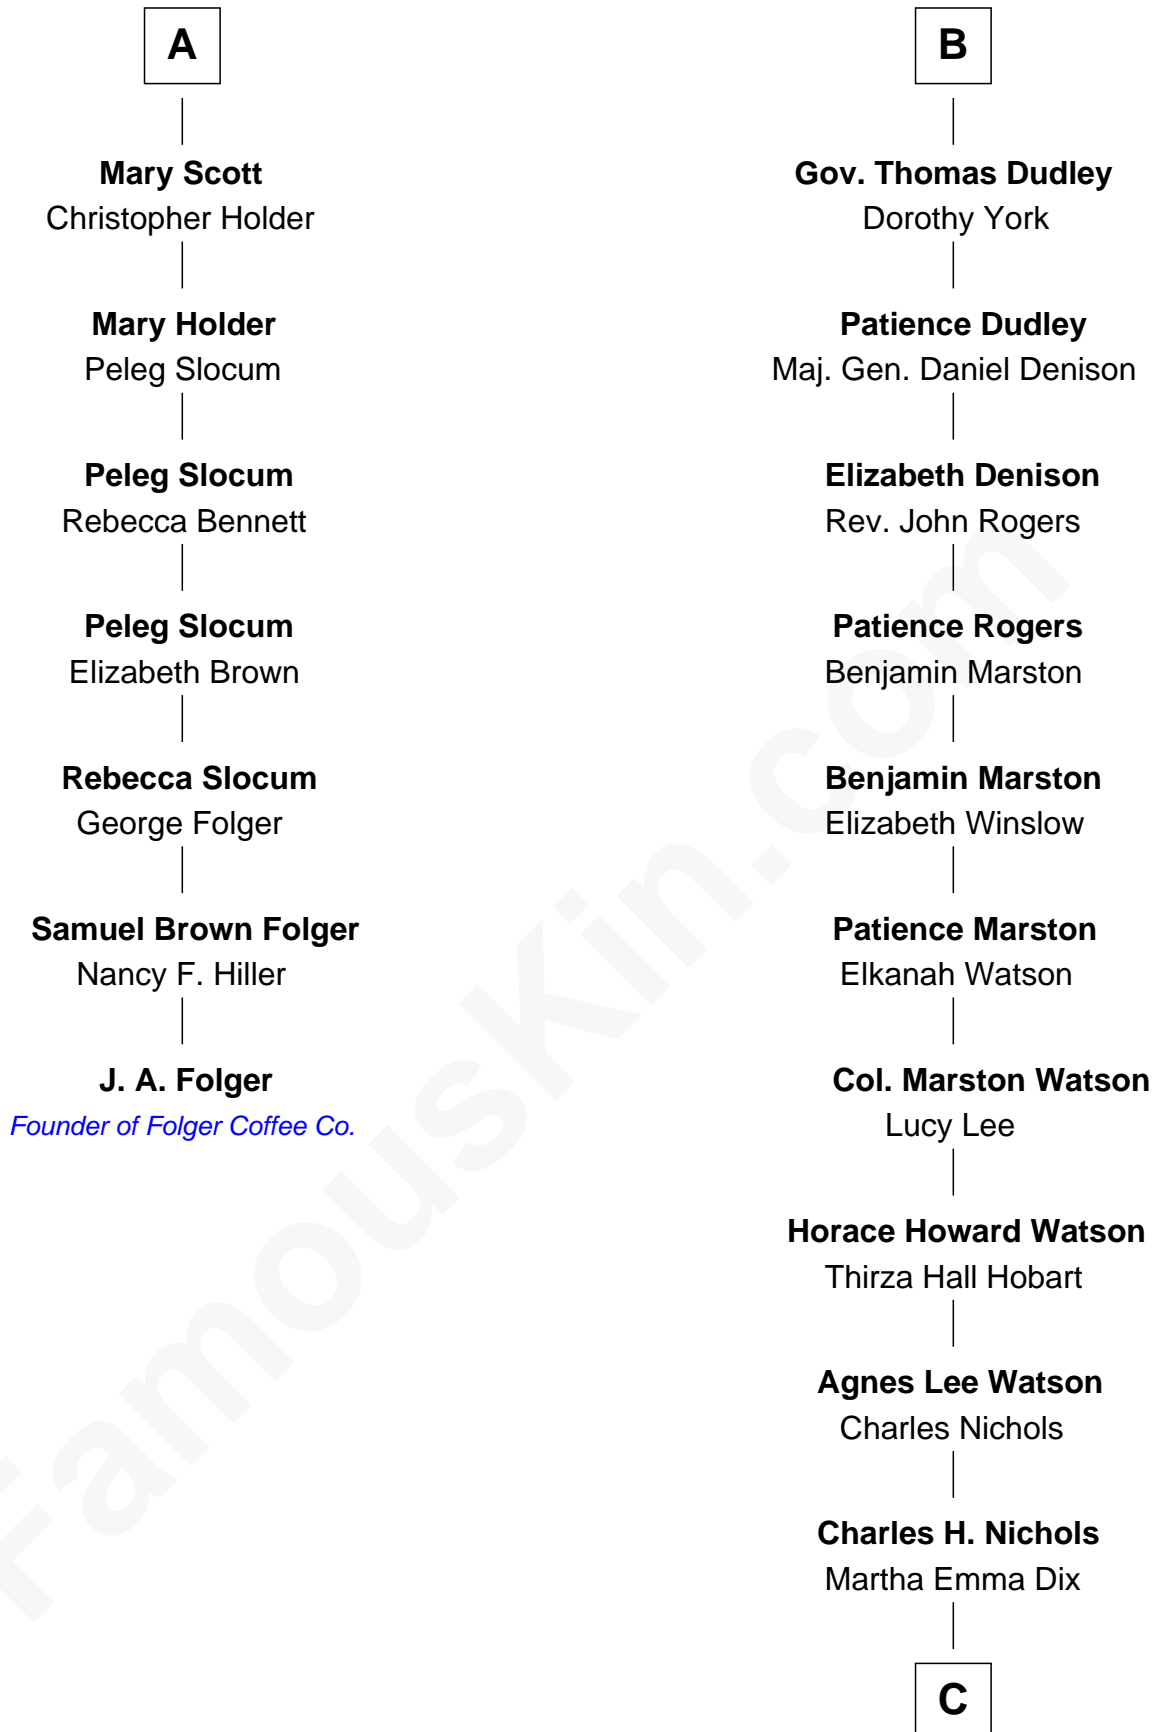 A
Mary Scott
Christopher Holder
Mary Holder
Peleg Slocum
Peleg Slocum
Rebecca Bennett
Peleg Slocum
Elizabeth Brown
Rebecca Slocum
George Folger
Samuel Brown Folger
Nancy F. Hiller
J. A. Folger
Founder of Folger Coffee Co.
B
Gov. Thomas Dudley
Dorothy York
Patience Dudley
Maj. Gen. Daniel Denison
Elizabeth Denison
Rev. John Rogers
Patience Rogers
Benjamin Marston
Benjamin Marston
Elizabeth Winslow
Patience Marston
Elkanah Watson
Col. Marston Watson
Lucy Lee
Horace Howard Watson
Thirza Hall Hobart
Agnes Lee Watson
Charles Nichols
Charles H. Nichols
Martha Emma Dix
C
FamousKin.com